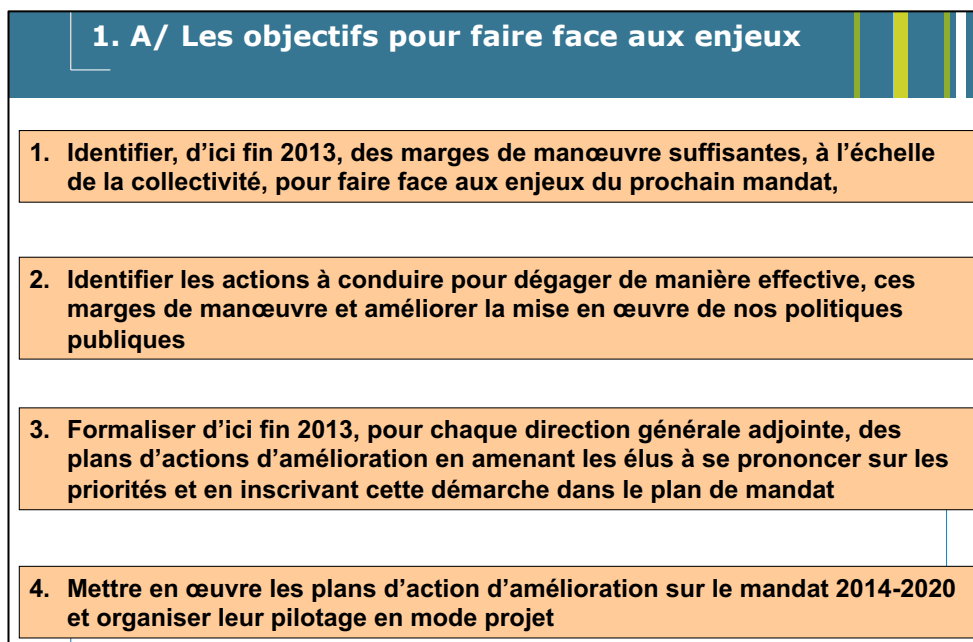 1. A/ Les objectifs pour faire face aux enjeux
1. Identifier, d'ici fin 2013, des marges de manœuvre suffisantes, à l'échelle
de la collectivité, pour faire face aux enjeux du prochain mandat,
2. Identifier les actions à conduire pour dégager de manière effective, ces
marges de manœuvre et améliorer la mise en œuvre de nos politiques
publiques
3. Formaliser d'ici fin 2013, pour chaque direction générale adjointe, des
plans d'actions d'amélioration en amenant les élus à se prononcer sur les
priorités et en inscrivant cette démarche dans le plan de mandat
4. Mettre en œuvre les plans d'action d'amélioration sur le mandat 2014-2020
et organiser leur pilotage en mode projet